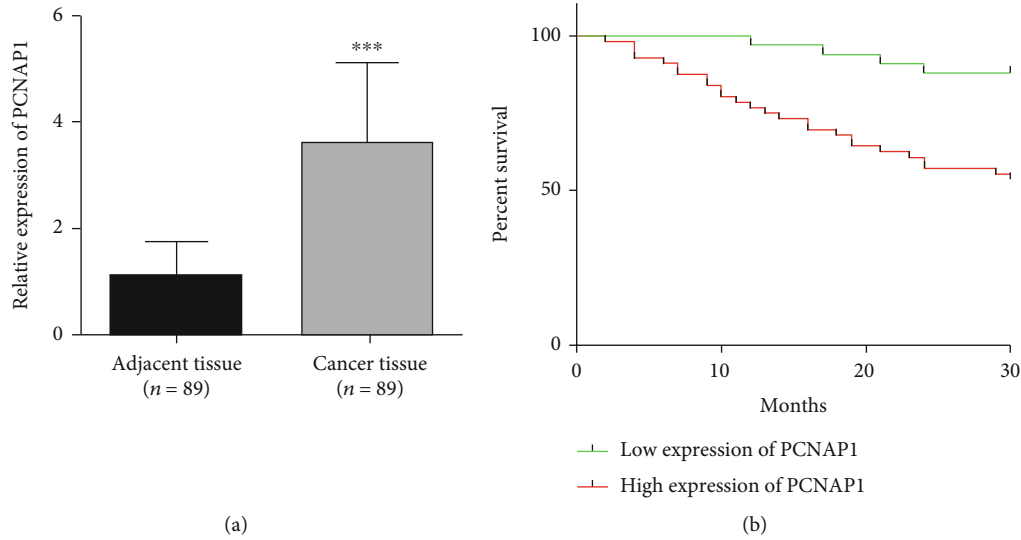 Relative expression of PCNAP1
6
4
2
0
***
Adjacent tissue
(n = 89)
Cancer tissue
(n = 89)
(a)
Percent survival
100
50
0
0
10
20
30
Months
Low expression of PCNAP1
High expression of PCNAP1
(b)